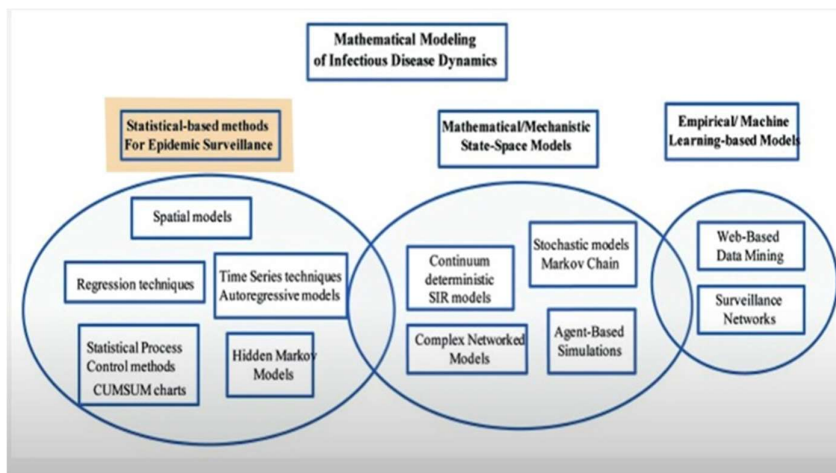 Mathematical Modeling
of Infectious Disease Dynamics
Statistical-based methods
For Epidemic Surveillance
Mathematical/Mechanistic
State-Space Models
Empirical/ Machine
Learning-based Models
Spatial models
Regression techniques
Time Series techniques
Autoregressive models
Statistical Process
Control methods
CUMSUM charts
Hidden Markov
Models
Continuum
deterministic
SIR models
Stochastic models
Markov Chain
Complex Networked
Models
Agent-Based
Simulations
Web-Based
Data Mining
Surveillance
Networks